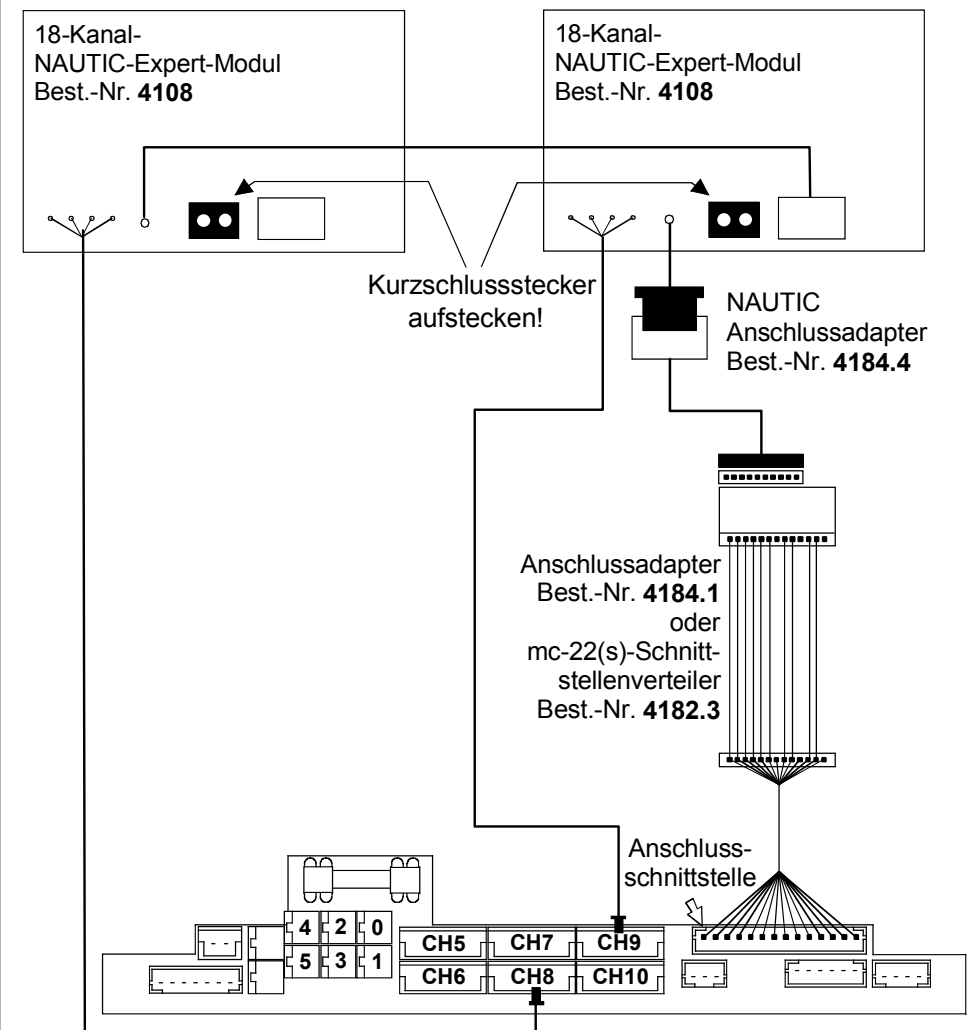 18-Kanal-
NAUTIC-Expert-Modul
Best.-Nr. 4108
18-Kanal-
NAUTIC-Expert-Modul
Best.-Nr. 4108
Kurzschlussstecker
aufstecken!
NAUTIC
Anschlussadapter
Best.-Nr. 4184.4
Anschlussadapter
Best.-Nr. 4184.1
oder
mc-22(s)-Schnitt-
stellenverteiler
Best.-Nr. 4182.3
Anschluss-
schnittstelle
4 2 0
5 3 1
CH5 CH7 CH9
CH6 CH8 CH10